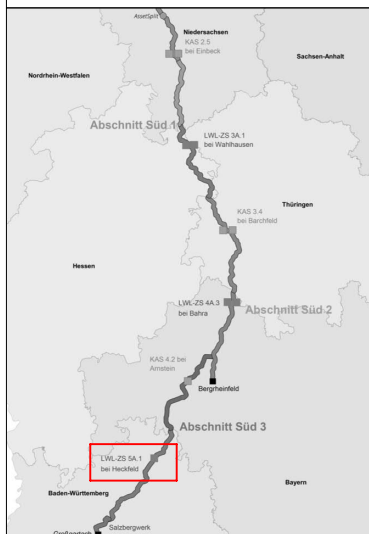 AssetSplit
Niedersachsen
KAS 2.5
bei Einbeck
Sachsen-Anhalt
Nordrhein-Westfalen
Abschnitt Süd 1
LWL-ZS 3A.1
bei Wahlhausen
Thüringen
KAS 3.4
bei Barchfeld
Hessen
LWL-ZS 4A.3
bei Bahra
Abschnitt Süd 2
KAS 4.2 bei
Arnstein
Bergrheinfeld
Abschnitt Süd 3
LWL-ZS 5A.1
bei Heckfeld
Bayern
Baden-Württemberg
Salzbergwerk
Großgartach